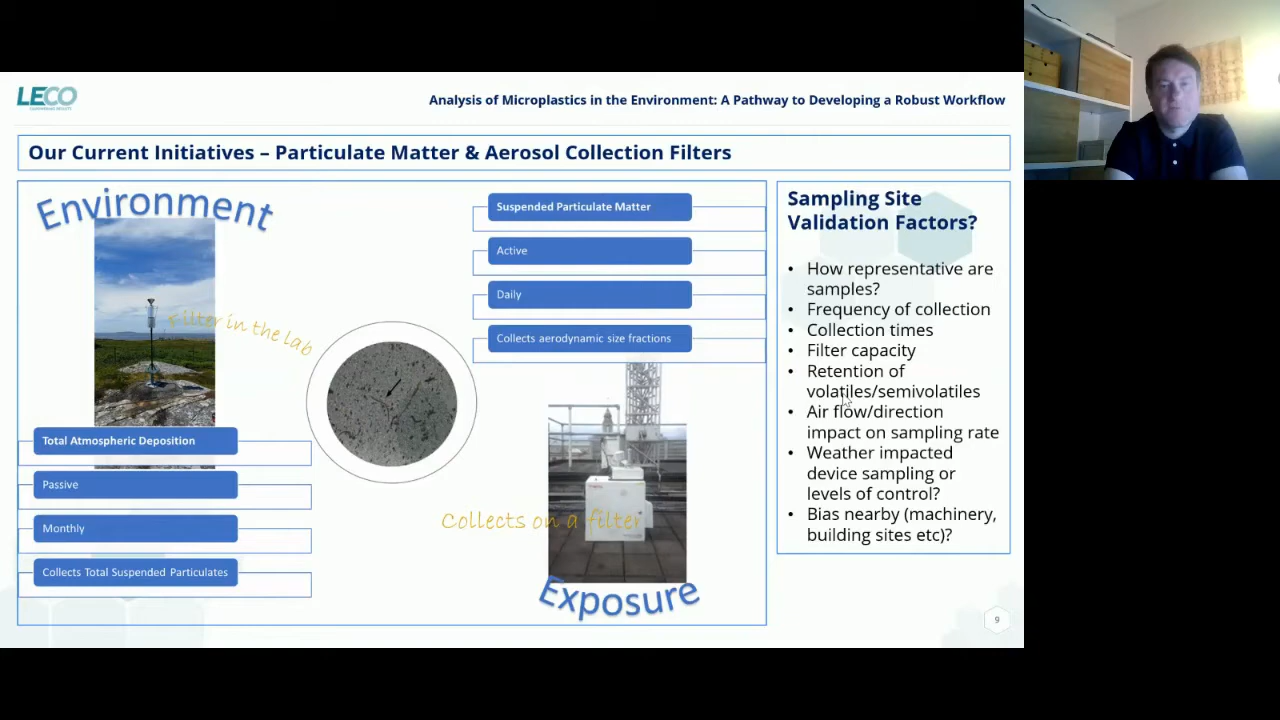 LECO
Analysis of Microplastics in the Environment: A Pathway to Developing a Robust Workflow
Our Current Initiatives – Particulate Matter & Aerosol Collection Filters
Environment
Filter in the lab
Total Atmospheric Deposition
Passive
Monthly
Collects Total Suspended Particulates
Suspended Particulate Matter
Active
Daily
Collects aerodynamic size fractions
Collects on a filter
Exposure
Sampling Site
Validation Factors?
• How representative are
samples?
• Frequency of collection
• Collection times
• Filter capacity
• Retention of
volatiles/semivolatiles
• Air flow/direction
impact on sampling rate
• Weather impacted
device sampling or
levels of control?
• Bias nearby (machinery,
building sites etc)?
9